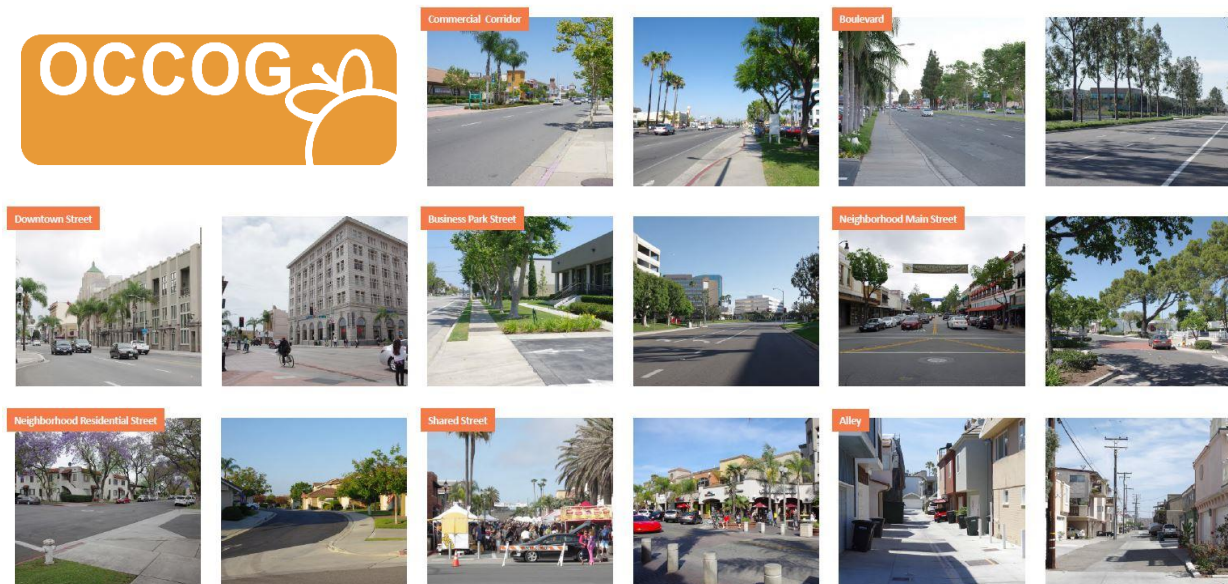 OCCOG
Commercial Corridor
Boulevard
Downtown Street
Business Park Street
Neighborhood Main Street
Neighborhood Residential Street
Shared Street
Alley